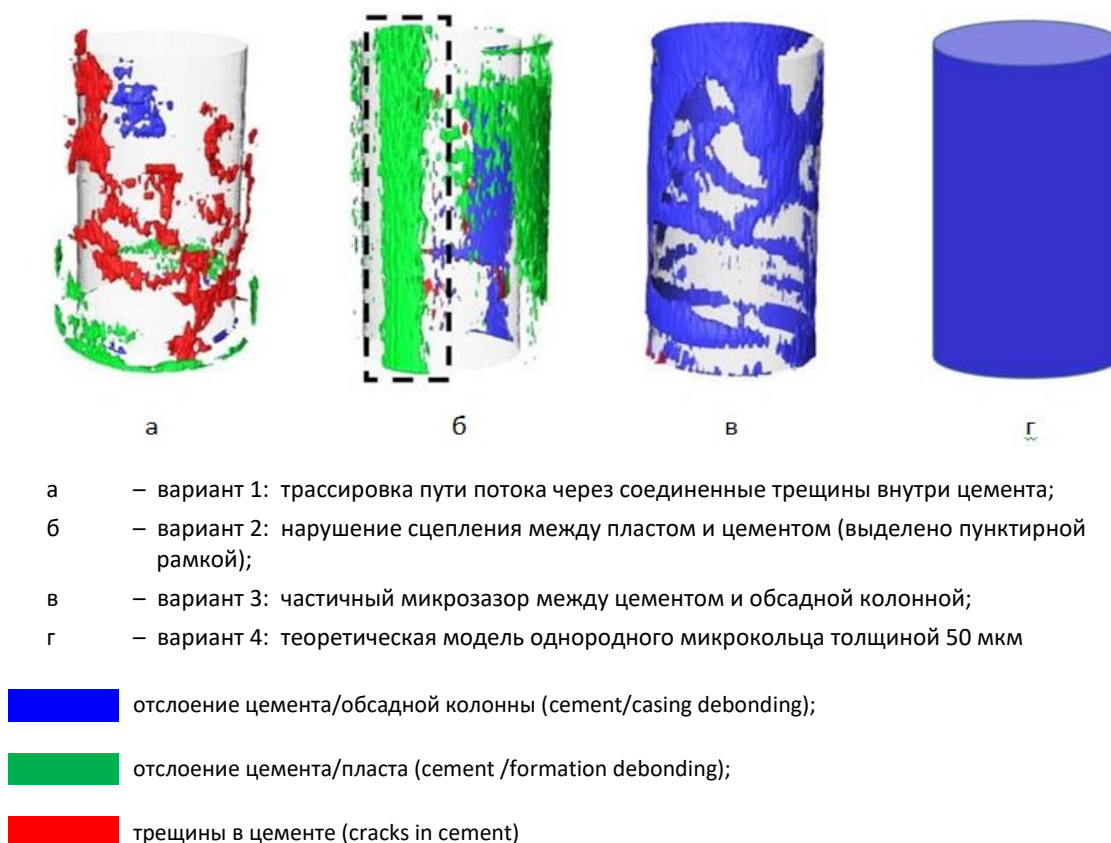 а б в г
а – вариант 1: трассировка пути потока через соединенные трещины внутри цемента;
б – вариант 2: нарушение сцепления между пластом и цементом (выделено пунктирной
рамкой);
в – вариант 3: частичный микрозазор между цементом и обсадной колонной;
г – вариант 4: теоретическая модель однородного микрокольца толщиной 50 мкм
отслоение цемента/обсадной колонны (cement/casing debonding);
отслоение цемента/пласта (cement /formation debonding);
трещины в цементе (cracks in cement)